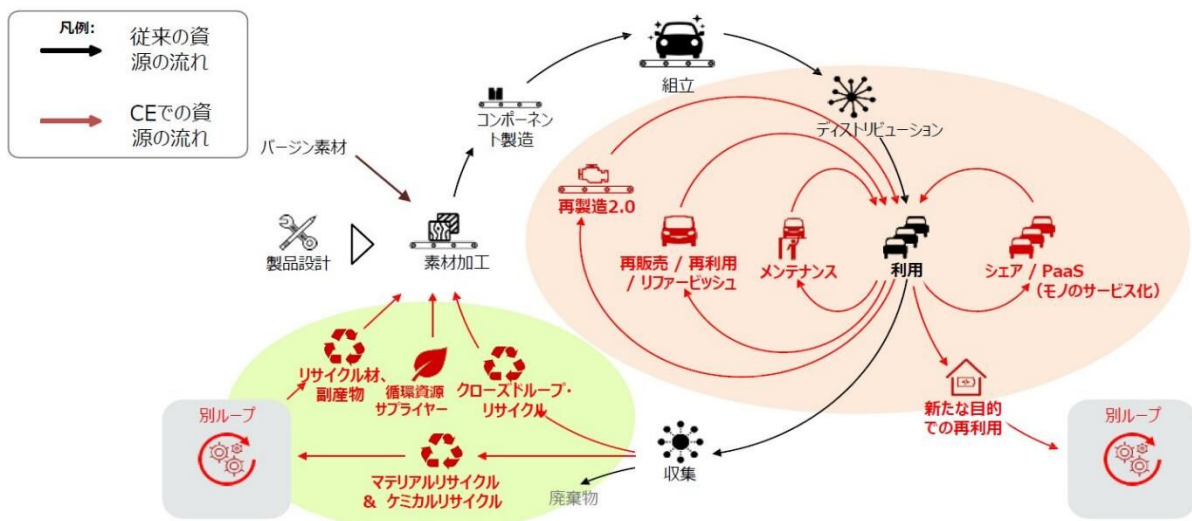 凡例:
従来の資
源の流れ
CEでの資
源の流れ
組立
コンポーネン
ト製造
ディストリビューション
バージン素材
再製造2.0
製品設計
素材加工
再販売 / 再利用
/ リファービッシュ
メンテナンス
利用
シェア / PaaS
（モノのサービス化）
リサイクル材、
副産物
循環資源
サプライヤー
クローズドループ・
リサイクル
新たな目的
での再利用
別ループ
別ループ
収集
マテリアルリサイクル
& ケミカルリサイクル
廃棄物